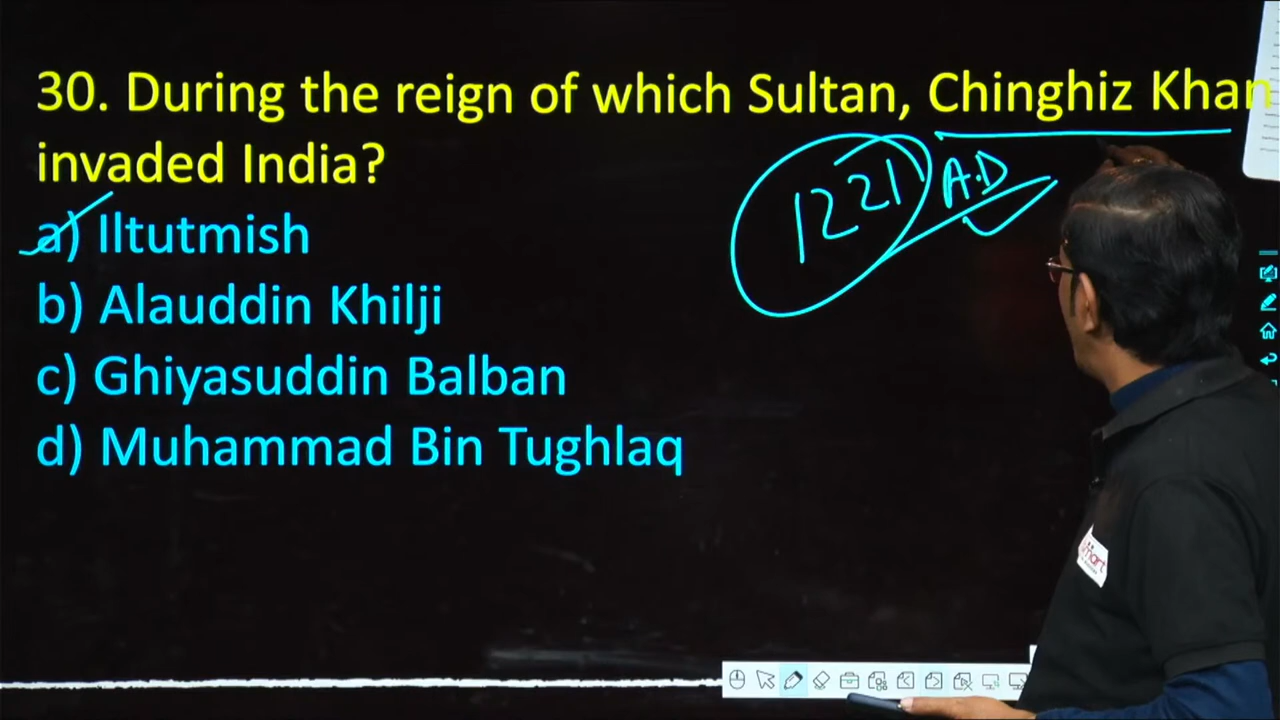 30. During the reign of which Sultan, Chinghiz Khan
invaded India?
1221 A.D
a) Iltutmish
b) Alauddin Khilji
c) Ghiyasuddin Balban
d) Muhammad Bin Tughlaq